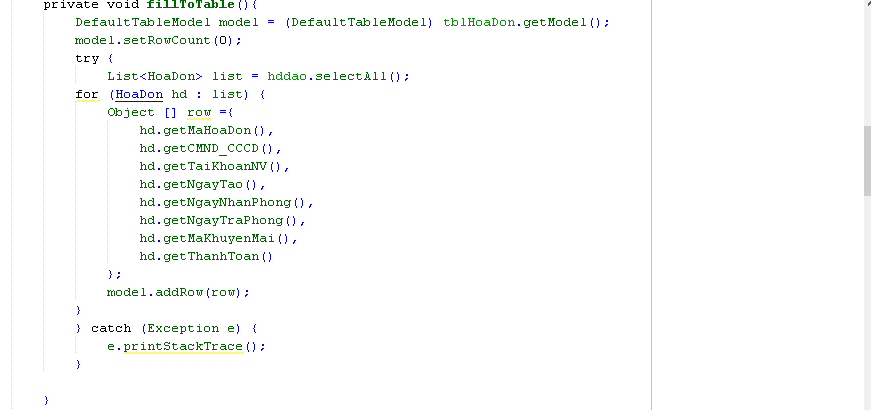 private void fillToTable(){
DefaultTableModel model = (DefaultTableModel) tblHoaDon.getModel();
model.setRowCount(0);
try {
List<HoaDon> list = hddao.selectAll();
for (HoaDon hd : list) {
Object [] row ={
hd.getMaHoaDon(),
hd.getCMND_CCCD(),
hd.getTaiKhoanNV(),
hd.getNgayTao(),
hd.getNgayNhanPhong(),
hd.getNgayTraPhong(),
hd.getMaKhuyenMai(),
hd.getThanhToan()
};
model.addRow(row);
}
} catch (Exception e) {
e.printStackTrace();
}
}